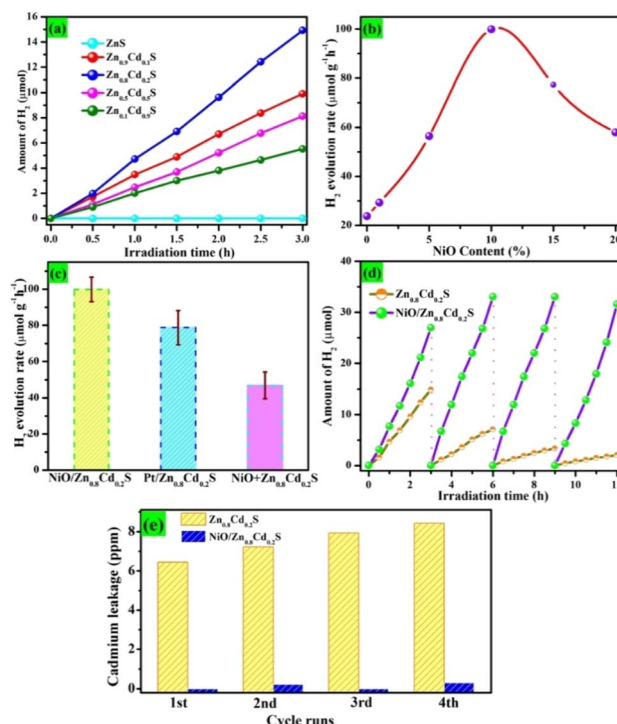 (a)
ZnS
Zn₀.₉Cd₀.₁S
Zn₀.₈Cd₀.₂S
Zn₀.₅Cd₀.₅S
Zn₀.₁Cd₀.₉S
Amount of H₂ (μmol)
16
14
12
10
8
6
4
2
0
0.0 0.5 1.0 1.5 2.0 2.5 3.0
Irradiation time (h)
(b)
H₂ evolution rate (μmol g⁻¹h⁻¹)
100
80
60
40
20
0 5 10 15 20
NiO Content (%)
(c)
H₂ evolution rate (μmol g⁻¹h⁻¹)
100
80
60
40
20
0
NiO/Zn₀.₈Cd₀.₂S Pt/Zn₀.₈Cd₀.₂S NiO+Zn₀.₈Cd₀.₂S
(d)
Zn₀.₈Cd₀.₂S
NiO/Zn₀.₈Cd₀.₂S
Amount of H₂ (μmol)
40
30
20
10
0
0 2 4 6 8 10 12
Irradiation time (h)
(e)
Zn₀.₈Cd₀.₂S
NiO/Zn₀.₈Cd₀.₂S
Cadmium leakage (ppm)
8
6
4
2
0
1st 2nd 3rd 4th
Cycle runs